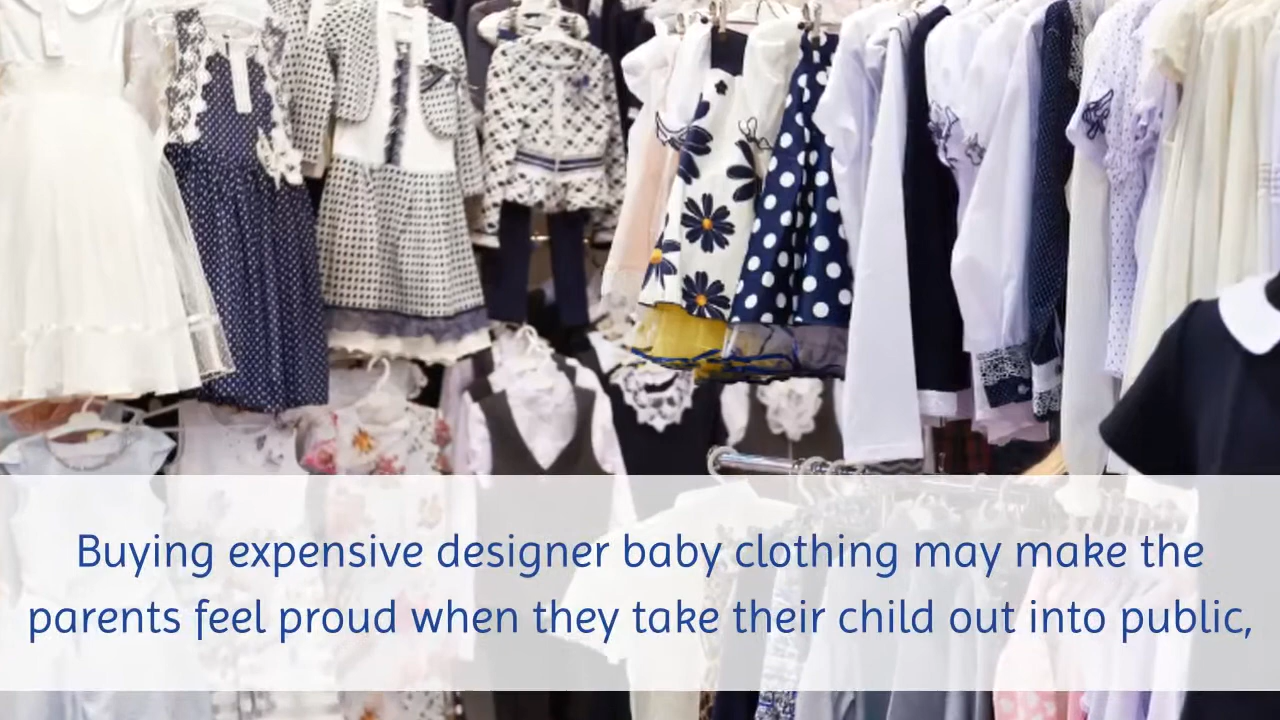 Buying expensive designer baby clothing may make the
parents feel proud when they take their child out into public,